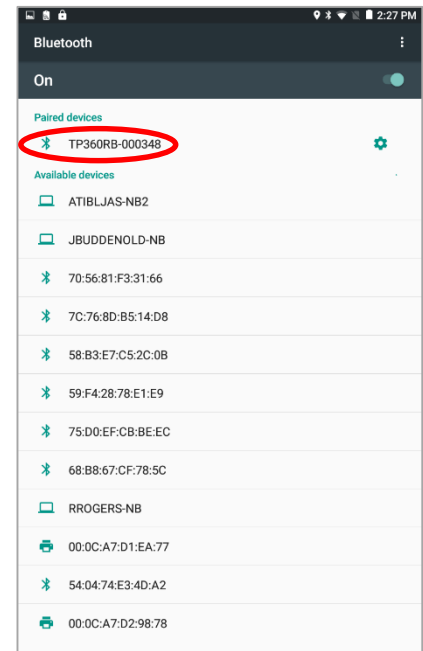 2:27 PM
Bluetooth
On
Paired devices
TP360RB-000348
Available devices
ATIBLJAS-NB2
JBUDDENOLD-NB
70:56:81:F3:31:66
7C:76:8D:B5:14:D8
58:B3:E7:C5:2C:0B
59:F4:28:78:E1:E9
75:D0:EF:CB:BE:EC
68:B8:67:CF:78:5C
RROGERS-NB
00:0C:A7:D1:EA:77
54:04:74:E3:4D:A2
00:0C:A7:D2:98:78